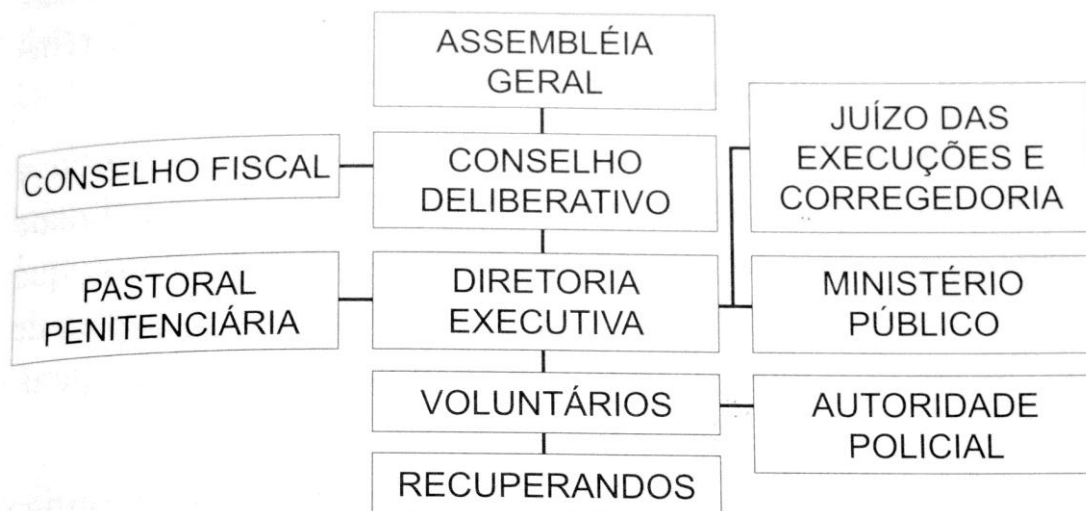 ASSEMBLÉIA
GERAL
CONSELHO FISCAL
CONSELHO
DELIBERATIVO
JUÍZO DAS
EXECUÇÕES E
CORREGEDORIA
PASTORAL
PENITENCIÁRIA
DIRETORIA
EXECUTIVA
MINISTÉRIO
PÚBLICO
VOLUNTÁRIOS
AUTORIDADE
POLICIAL
RECUPERANDOS